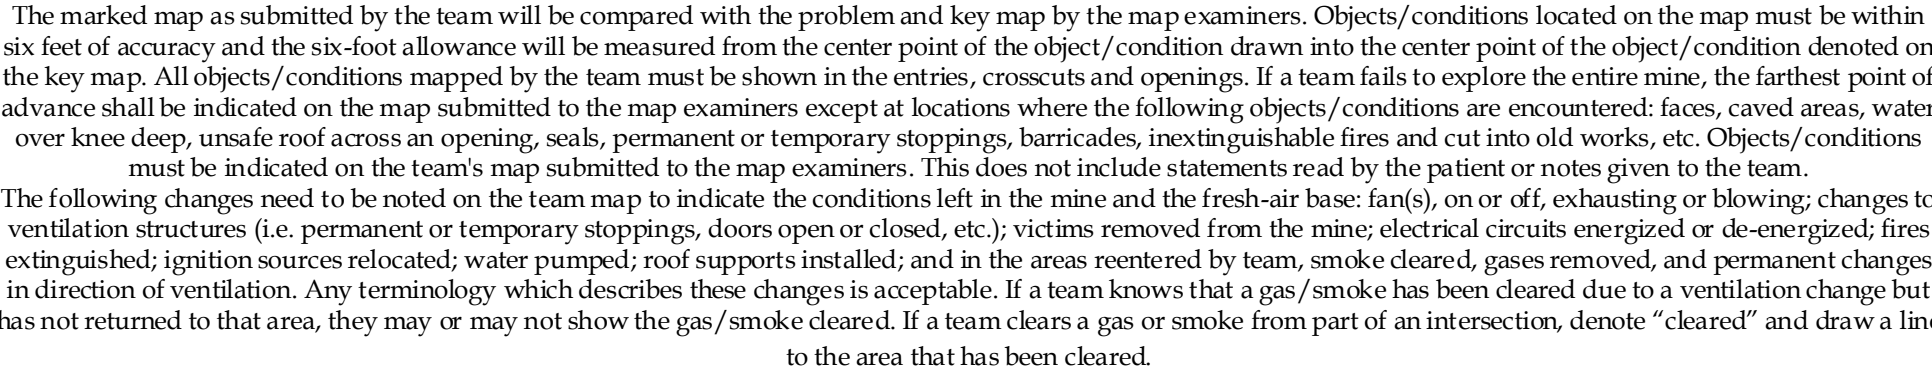 The marked map as submitted by the team will be compared with the problem and key map by the map examiners. Objects/conditions located on the map must be within
six feet of accuracy and the six-foot allowance will be measured from the center point of the object/condition drawn into the center point of the object/condition denoted on
the key map. All objects/conditions mapped by the team must be shown in the entries, crosscuts and openings. If a team fails to explore the entire mine, the farthest point of
advance shall be indicated on the map submitted to the map examiners except at locations where the following objects/conditions are encountered: faces, caved areas, water
over knee deep, unsafe roof across an opening, seals, permanent or temporary stoppings, barricades, inextinguishable fires and cut into old works, etc. Objects/conditions
must be indicated on the team's map submitted to the map examiners. This does not include statements read by the patient or notes given to the team.
The following changes need to be noted on the team map to indicate the conditions left in the mine and the fresh-air base: fan(s), on or off, exhausting or blowing; changes to
ventilation structures (i.e. permanent or temporary stoppings, doors open or closed, etc.); victims removed from the mine; electrical circuits energized or de-energized; fires
extinguished; ignition sources relocated; water pumped; roof supports installed; and in the areas reentered by team, smoke cleared, gases removed, and permanent changes
in direction of ventilation. Any terminology which describes these changes is acceptable. If a team knows that a gas/smoke has been cleared due to a ventilation change but
has not returned to that area, they may or may not show the gas/smoke cleared. If a team clears a gas or smoke from part of an intersection, denote “cleared” and draw a line
to the area that has been cleared.